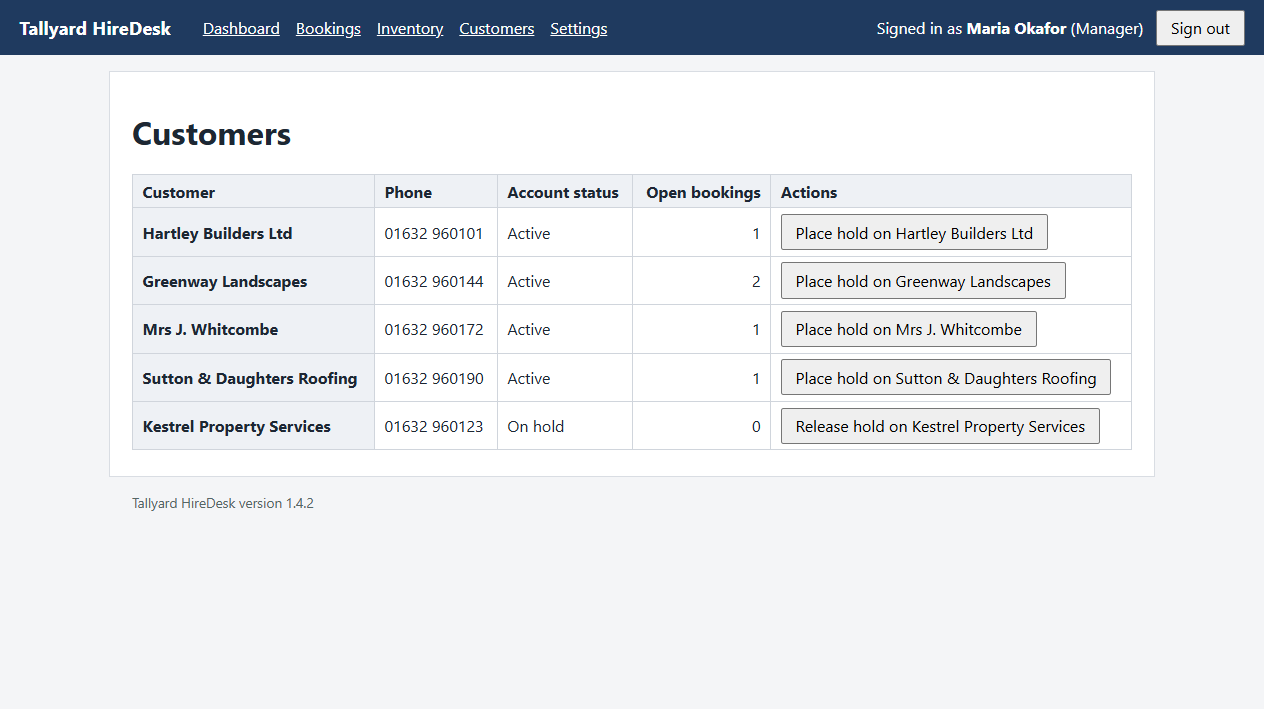 Tallyard HireDesk Dashboard Bookings Inventory Customers Settings Signed in as Maria Okafor (Manager) Sign out
Customers
Customer Phone Account status Open bookings Actions
Hartley Builders Ltd 01632 960101 Active 1 Place hold on Hartley Builders Ltd
Greenway Landscapes 01632 960144 Active 2 Place hold on Greenway Landscapes
Mrs J. Whitcombe 01632 960172 Active 1 Place hold on Mrs J. Whitcombe
Sutton & Daughters Roofing 01632 960190 Active 1 Place hold on Sutton & Daughters Roofing
Kestrel Property Services 01632 960123 On hold 0 Release hold on Kestrel Property Services
Tallyard HireDesk version 1.4.2